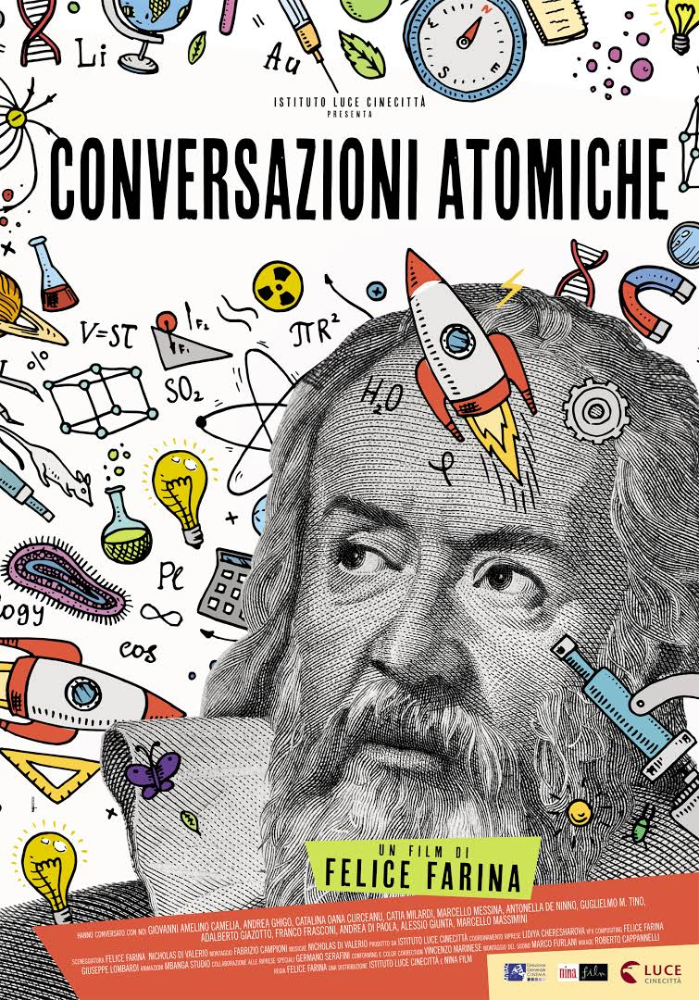 Li
Au
N
E
S
E
ISTITUTO LUCE CINECITTÀ
PRESENTA
CONVERSAZIONI ATOMICHE
V=ST
F2
F1
πR²
%
SO₂
H₂O
φ
Pl
∞
ogy
cos
UN FILM DI
FELICE FARINA
HANNO CONVERSATO CON NOI GIOVANNI AMELINO CAMELIA, ANDREA GHIGO, CATALINA OANA CURCEANU, CATIA MILARDI, MARCELLO MESSINA, ANTONELLA DE NINNO, GUGLIELMO M. TINO,
ADALBERTO GIAZOTTO, FRANCO FRASCONI, ANDREA DI PAOLA, ALESSIO GIUNTA, MARCELLO MASSIMINI
SCENEGGIATURA FELICE FARINA NICHOLAS DI VALERIO MONTAGGIO FABRIZIO CAMPIONI MUSICHE NICHOLAS DI VALERIO PRODOTTO DA ISTITUTO LUCE CINECITTÀ COORDINAMENTO RIPRESE LIDIYA CHERESHAROVA VFX COMPOSITING FELICE FARINA
GIUSEPPE LOMBARDI ANIMAZIONI MBANGA STUDIO COLLABORAZIONE ALLE RIPRESE SPECIALI GERMANO SERAFINI CONFORMING E COLOR CORRECTION VINCENZO MARINESE MONTAGGIO DEL SUONO MARCO FURLANI MIXAGE ROBERTO CAPPANNELLI
REGIA FELICE FARINA UNA DISTRIBUZIONE ISTITUTO LUCE CINECITTÀ E NINA FILM
Direzione
Generale
CINEMA
nina film
LUCE
CINECITTÀ